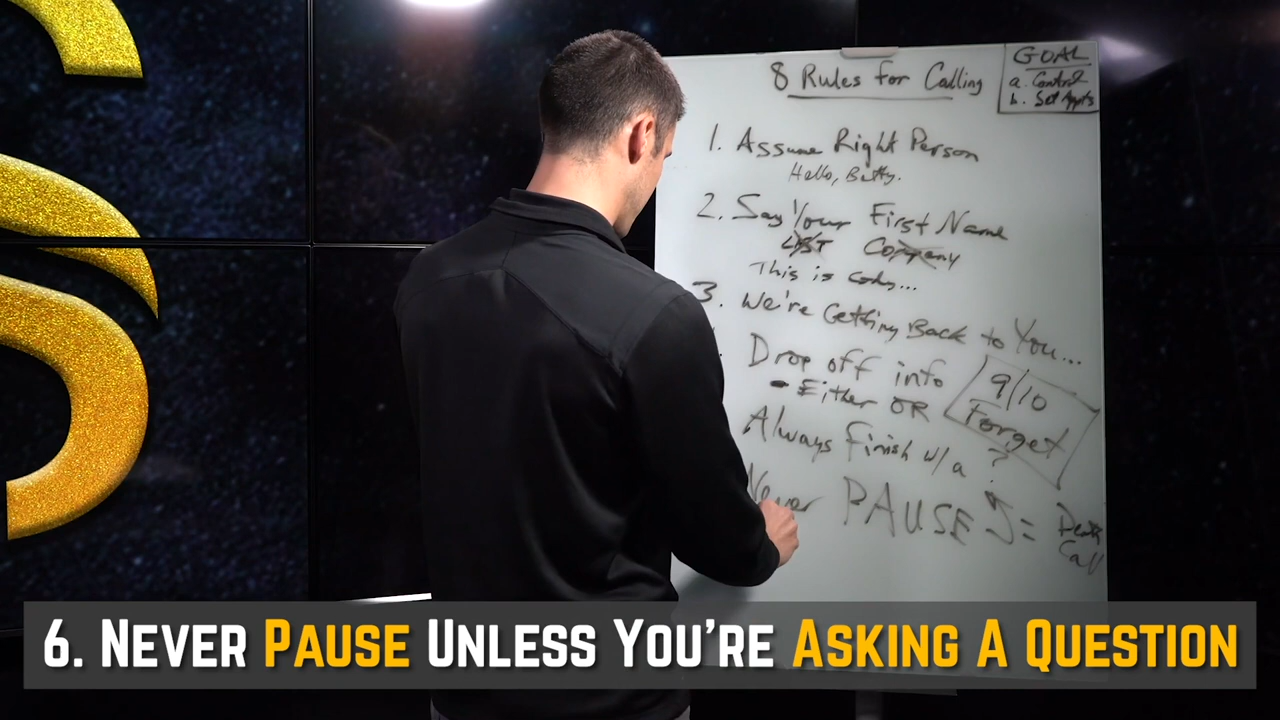 8 Rules for Calling
GOAL
a. Control
b. Set Appts
1. Assume Right Person
Hello, Betty.
2. Say Your First Name
LAST Company
This is Cody...
3. We're Getting Back to You...
Drop off info
- Either OR
9/10
Forget
Always Finish w/a ?
Never PAUSE =
Death
Call
6. NEVER PAUSE UNLESS YOU'RE ASKING A QUESTION